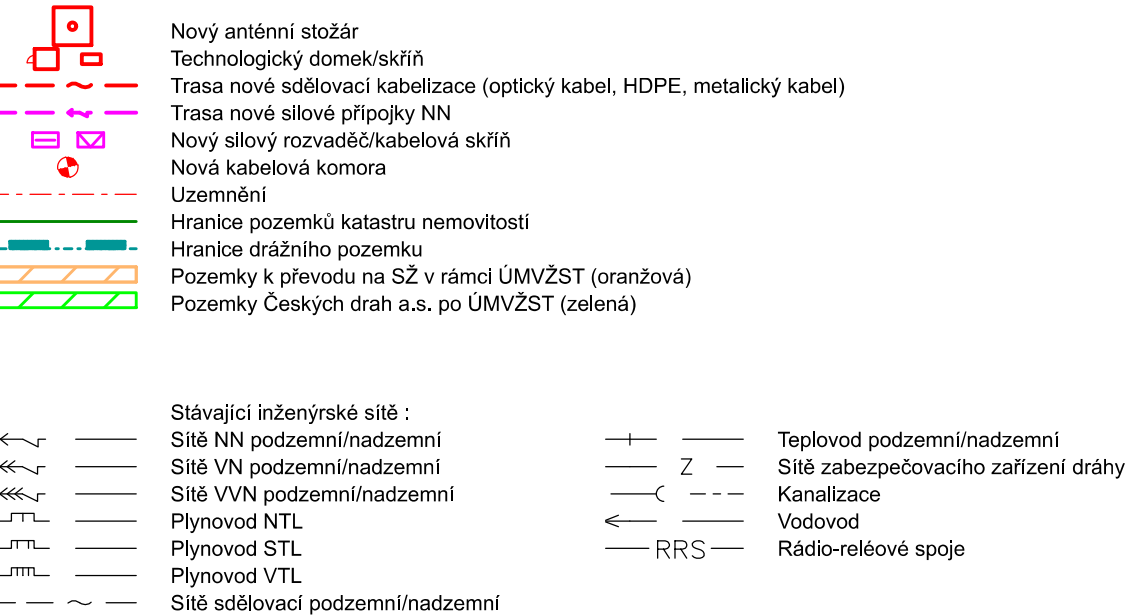 Nový anténní stožár
Technologický domek/skříň
Trasa nové sdělovací kabelizace (optický kabel, HDPE, metalický kabel)
Trasa nové silové přípojky NN
Nový silový rozvaděč/kabelová skříň
Nová kabelová komora
Uzemnění
Hranice pozemků katastru nemovitostí
Hranice drážního pozemku
Pozemky k převodu na SŽ v rámci ÚMVŽST (oranžová)
Pozemky Českých drah a.s. po ÚMVŽST (zelená)
Stávající inženýrské sítě :
Sítě NN podzemní/nadzemní
Sítě VN podzemní/nadzemní
Sítě VVN podzemní/nadzemní
Plynovod NTL
Plynovod STL
Plynovod VTL
Sítě sdělovací podzemní/nadzemní
Teplovod podzemní/nadzemní
Z Sítě zabezpečovacího zařízení dráhy
Kanalizace
Vodovod
RRS Rádio-reléové spoje